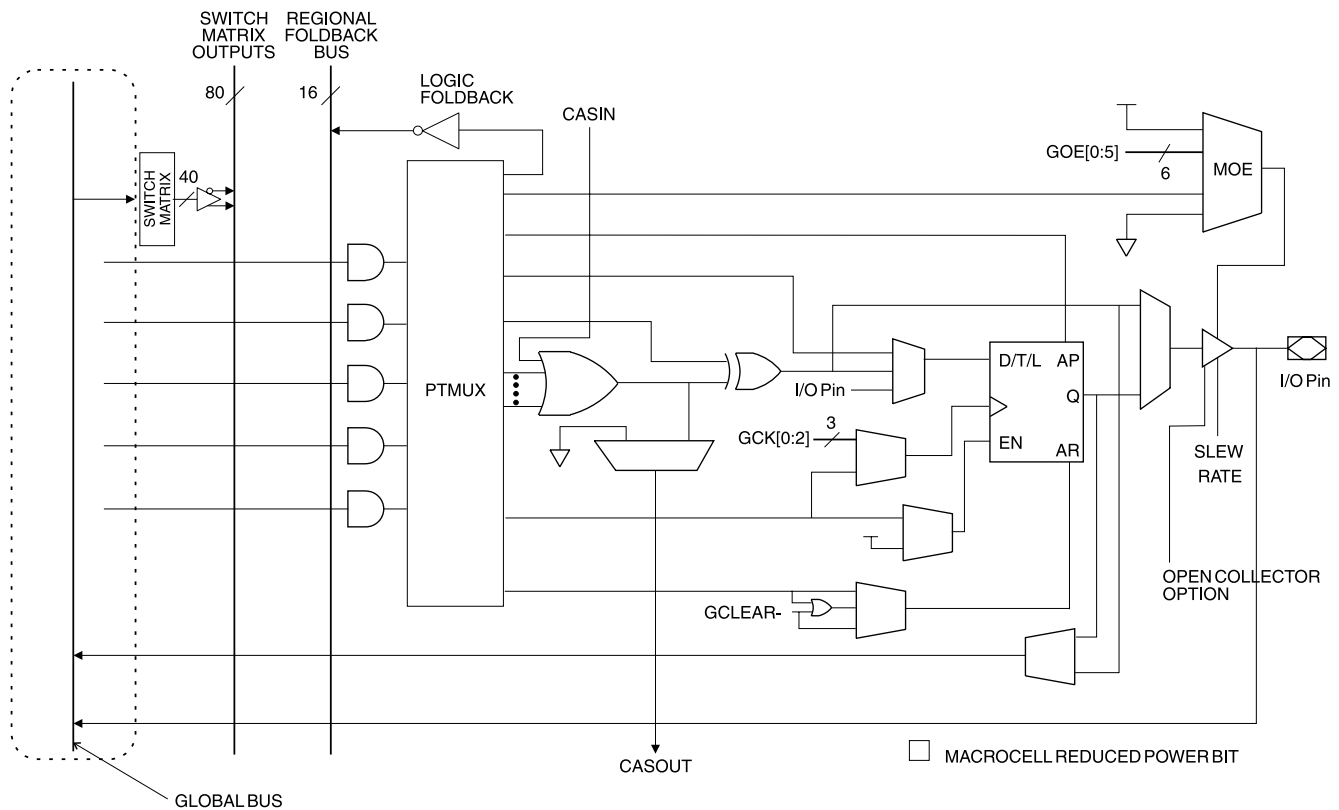 SWITCH
MATRIX
OUTPUTS
REGIONAL
FOLDBACK
BUS
80
16
LOGIC
FOLDBACK
CASIN
GOE[0:5]
6
MOE
SWITCH
MATRIX
40
PTMUX
I/O Pin
D/T/L
AP
Q
EN
AR
I/O Pin
GCK[0:2]
3
SLEW
RATE
OPEN COLLECTOR
OPTION
GCLEAR-
CASOUT
MACROCELL REDUCED POWER BIT
GLOBAL BUS